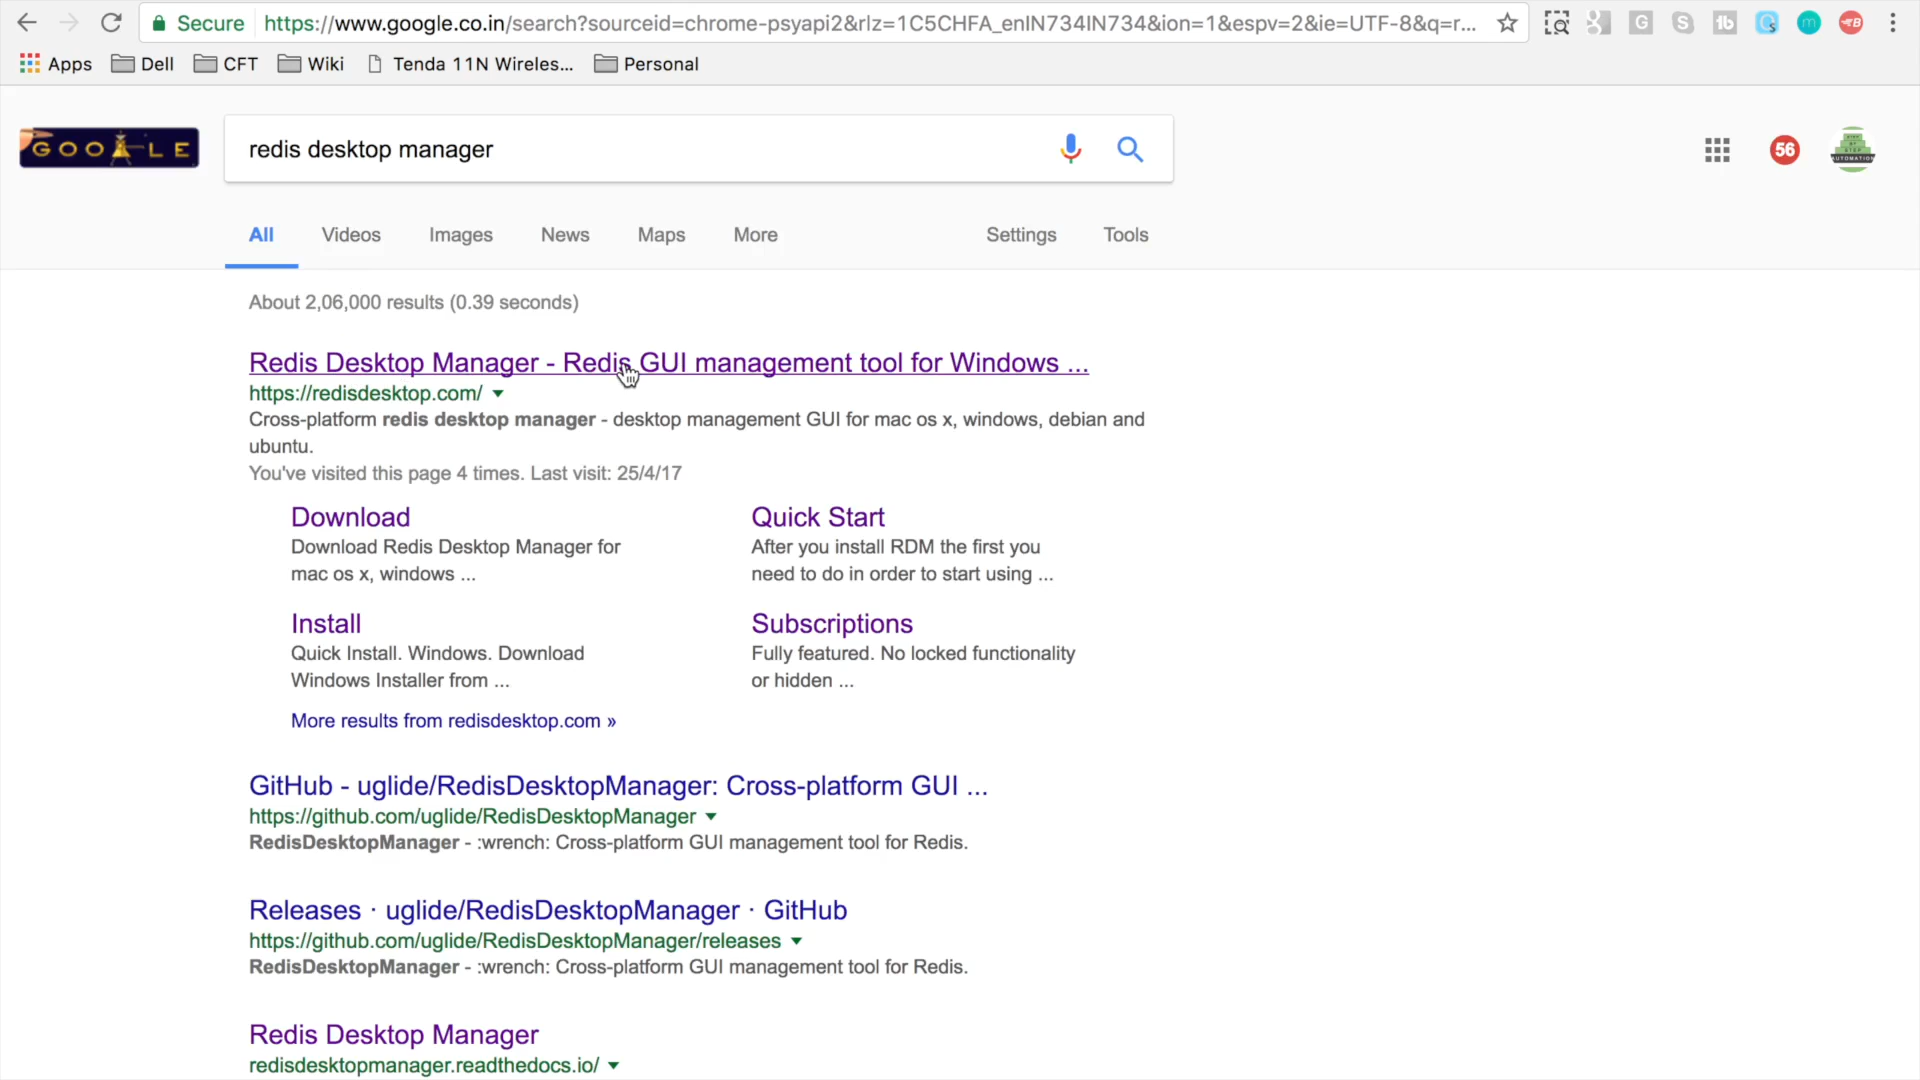 Secure https://www.google.co.in/search?sourceid=chrome-psyapi2&rlz=1C5CHFA_enIN734IN734&ion=1&espv=2&ie=UTF-8&q=r...
Apps Dell CFT Wiki Tenda 11N Wireles... Personal
GOOGLE redis desktop manager 56
STEP BY STEP AUTOMATION
All Videos Images News Maps More Settings Tools
About 2,06,000 results (0.39 seconds)
Redis Desktop Manager - Redis GUI management tool for Windows ...
https://redisdesktop.com/
Cross-platform redis desktop manager - desktop management GUI for mac os x, windows, debian and
ubuntu.
You've visited this page 4 times. Last visit: 25/4/17
Download Quick Start
Download Redis Desktop Manager for After you install RDM the first you
mac os x, windows ... need to do in order to start using ...
Install Subscriptions
Quick Install. Windows. Download Fully featured. No locked functionality
Windows Installer from ... or hidden ...
More results from redisdesktop.com »
GitHub - uglide/RedisDesktopManager: Cross-platform GUI ...
https://github.com/uglide/RedisDesktopManager
RedisDesktopManager - :wrench: Cross-platform GUI management tool for Redis.
Releases · uglide/RedisDesktopManager · GitHub
https://github.com/uglide/RedisDesktopManager/releases
RedisDesktopManager - :wrench: Cross-platform GUI management tool for Redis.
Redis Desktop Manager
redisdesktopmanager.readthedocs.io/